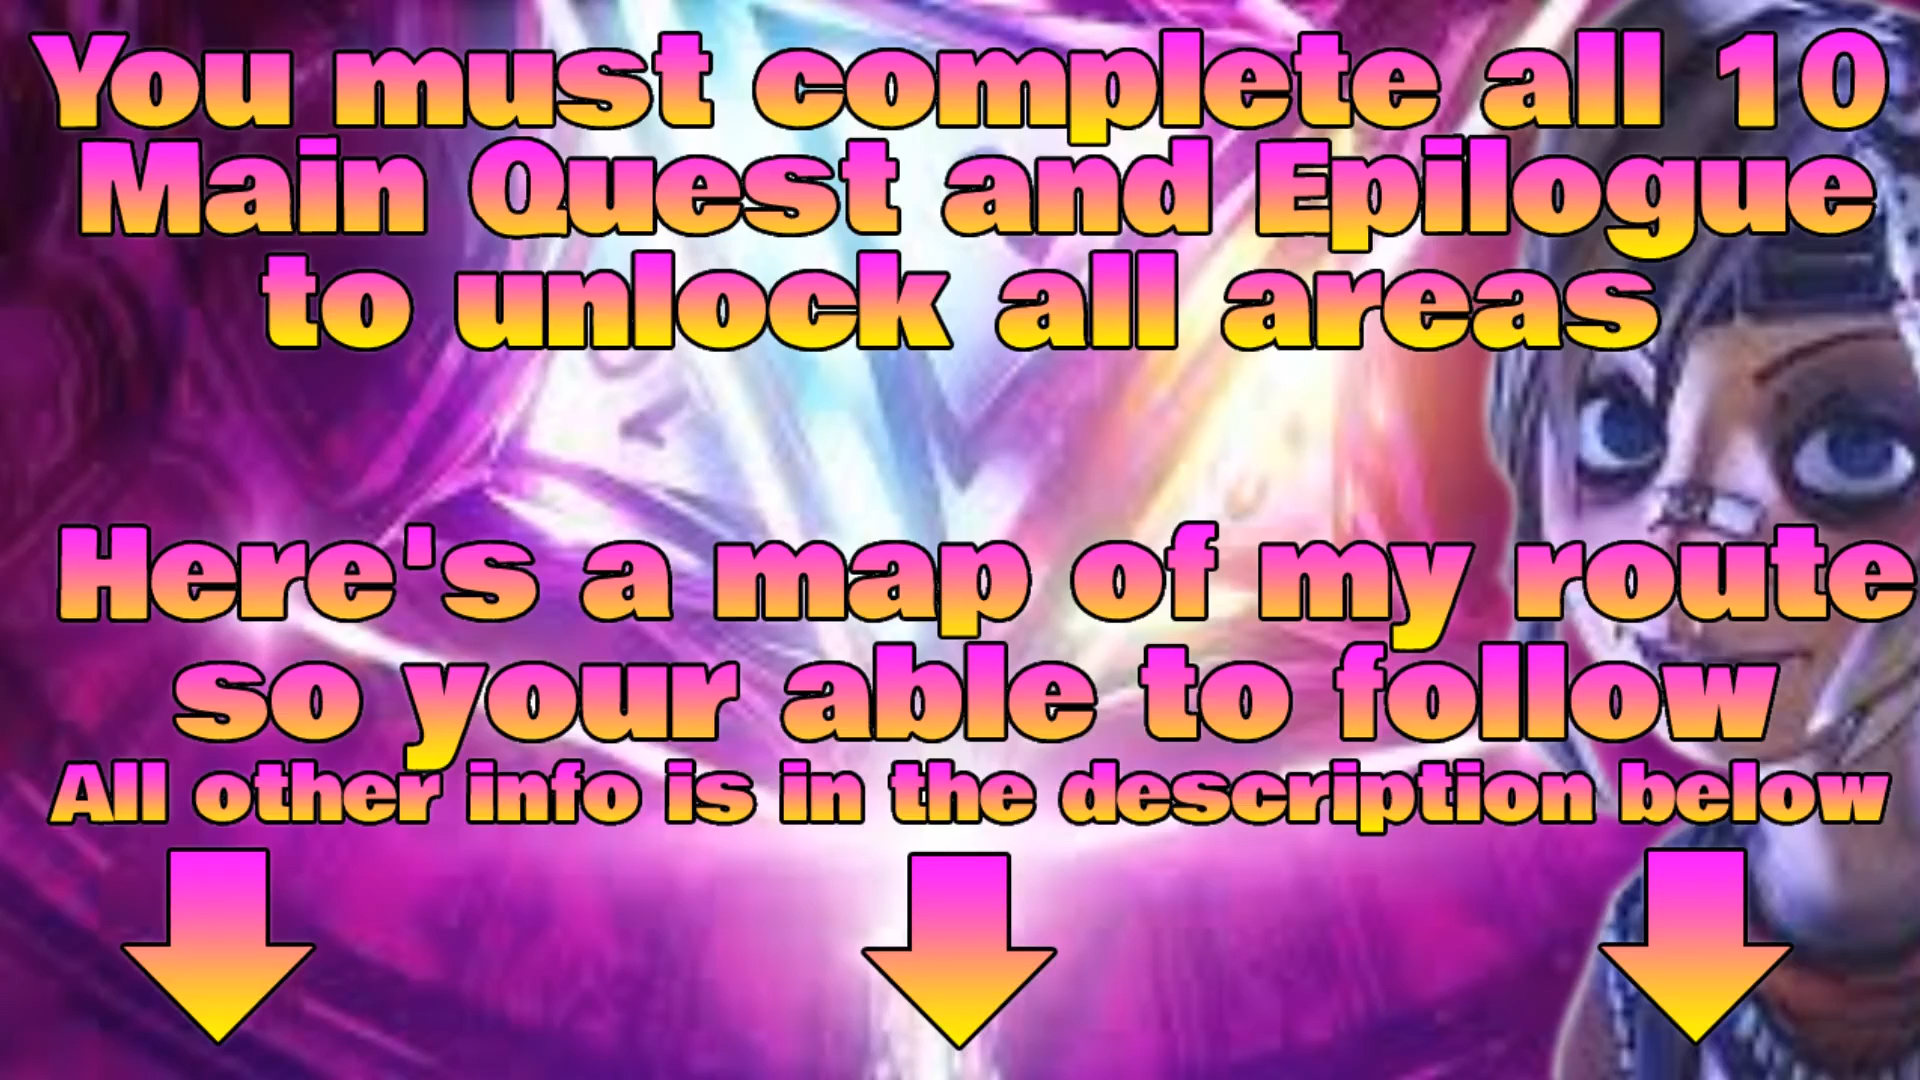 You must complete all 10
Main Quest and Epilogue
to unlock all areas
Here's a map of my route
so your able to follow
All other info is in the description below